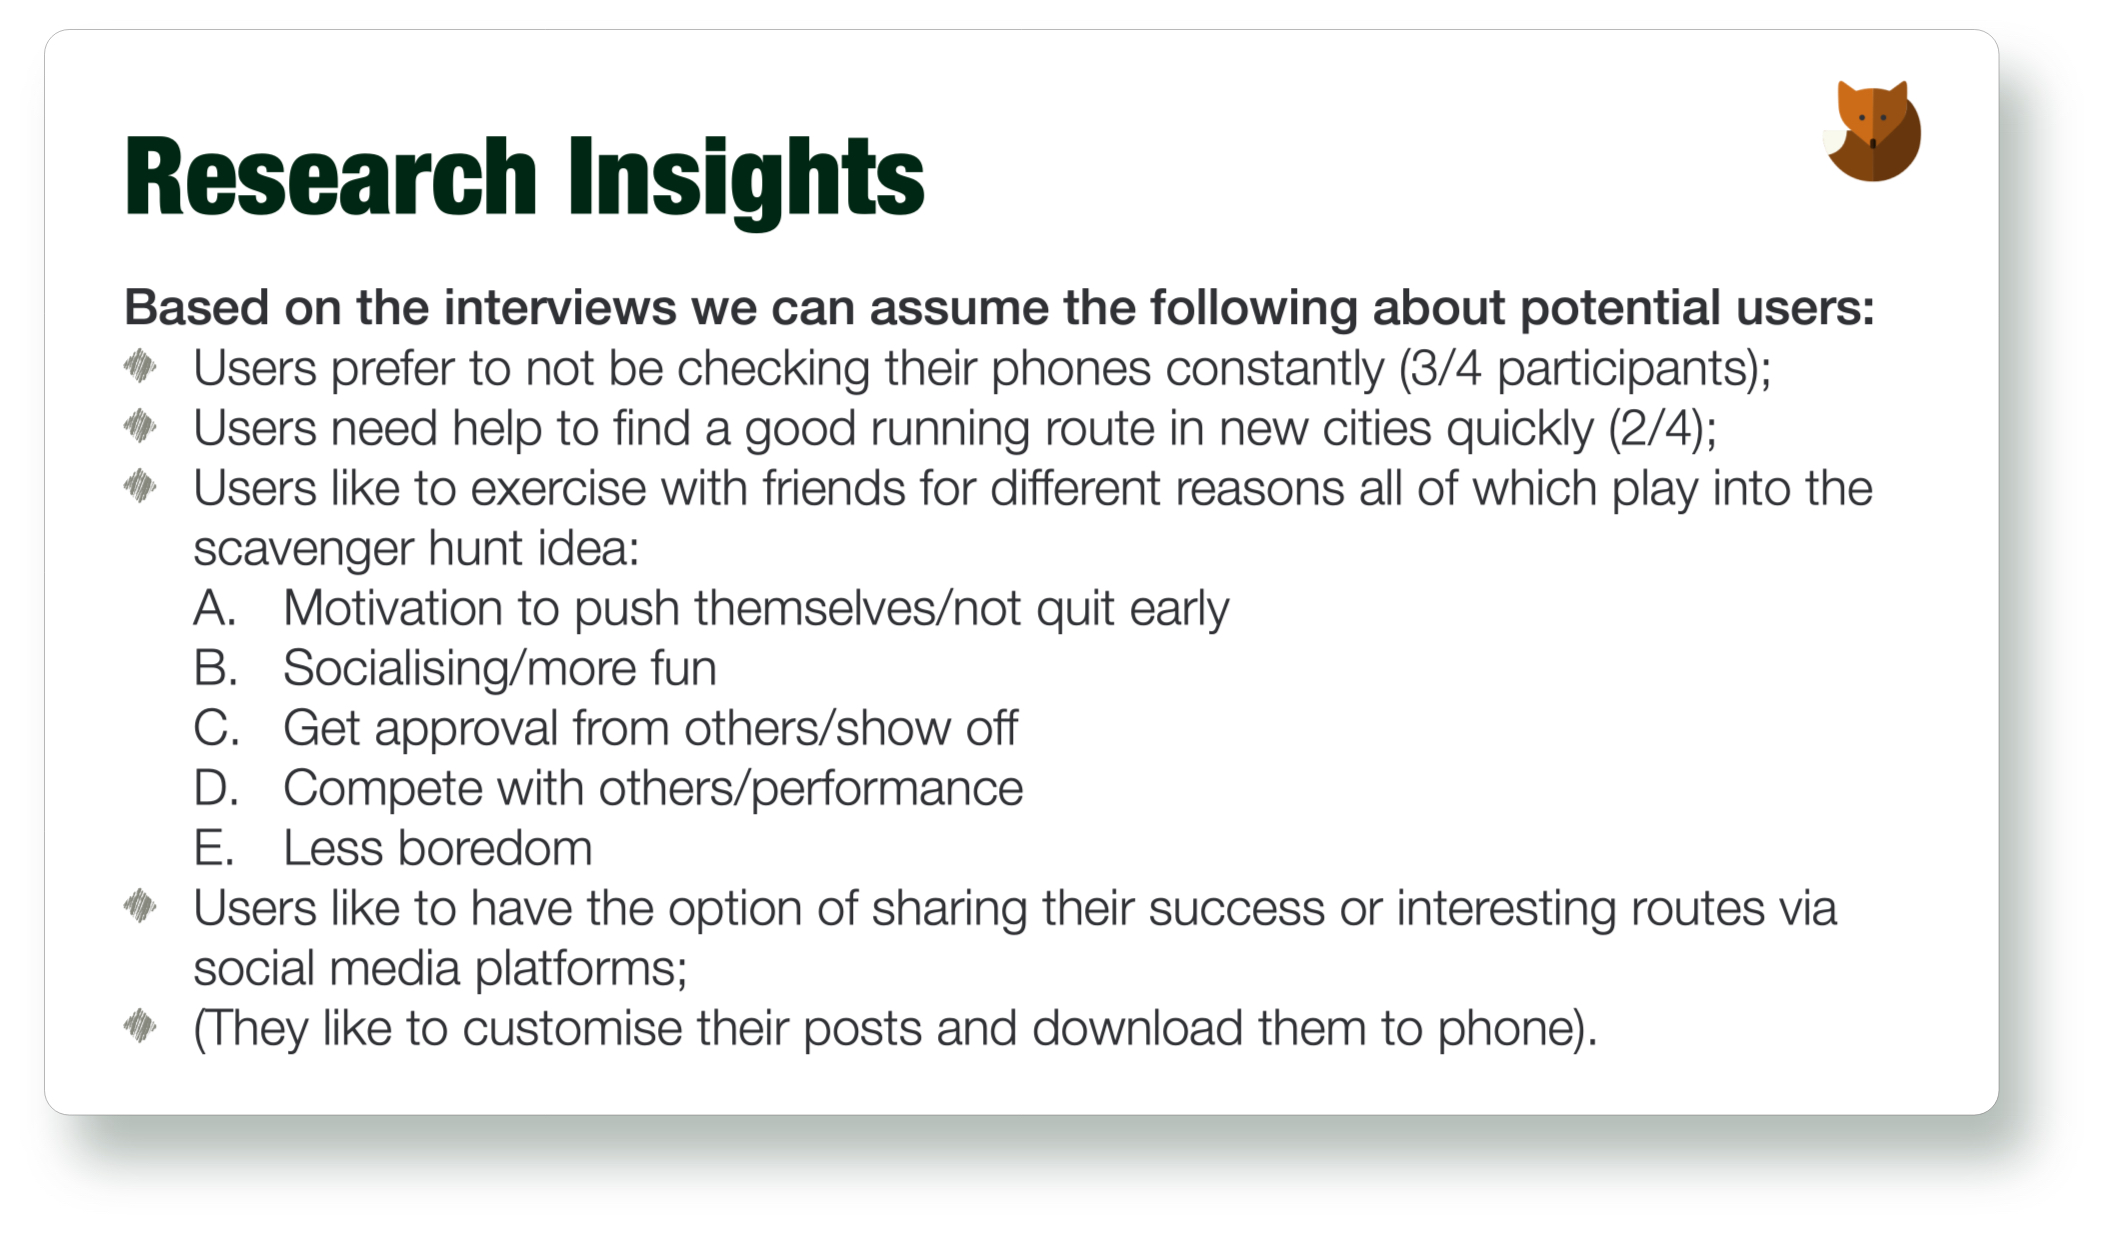 Research Insights
Based on the interviews we can assume the following about potential users:
Users prefer to not be checking their phones constantly (3/4 participants);
Users need help to find a good running route in new cities quickly (2/4);
Users like to exercise with friends for different reasons all of which play into the
scavenger hunt idea:
A. Motivation to push themselves/not quit early
B. Socialising/more fun
C. Get approval from others/show off
D. Compete with others/performance
E. Less boredom
Users like to have the option of sharing their success or interesting routes via
social media platforms;
(They like to customise their posts and download them to phone).